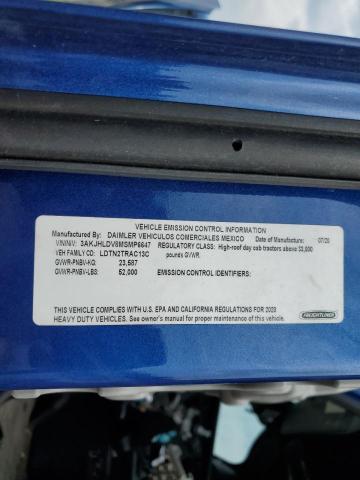 VEHICLE EMISSION CONTROL INFORMATION
Manufactured By: DAIMLER VEHICULOS COMERCIALES MEXICO Date of Manufacture: 07/20
VIN/NIV: 3AKJHLDV8MSMP6647 REGULATORY CLASS: High-roof day cab tractors above 33,000
VEH FAMILY CD: LDTN2TRAC13C pounds GVWR
GVWR-PNBV-KG: 23,587
GVWR-PNBV-LBS: 52,000 EMISSION IDENTIFIERS:
THIS VEHICLE COMPLIES WITH U.S. EPA AND CALIFORNIA REGULATIONS FOR
HEAVY DUTY VEHICLES. See owner's manual for proper maintenance of this vehicle.
FREIGHTLINER